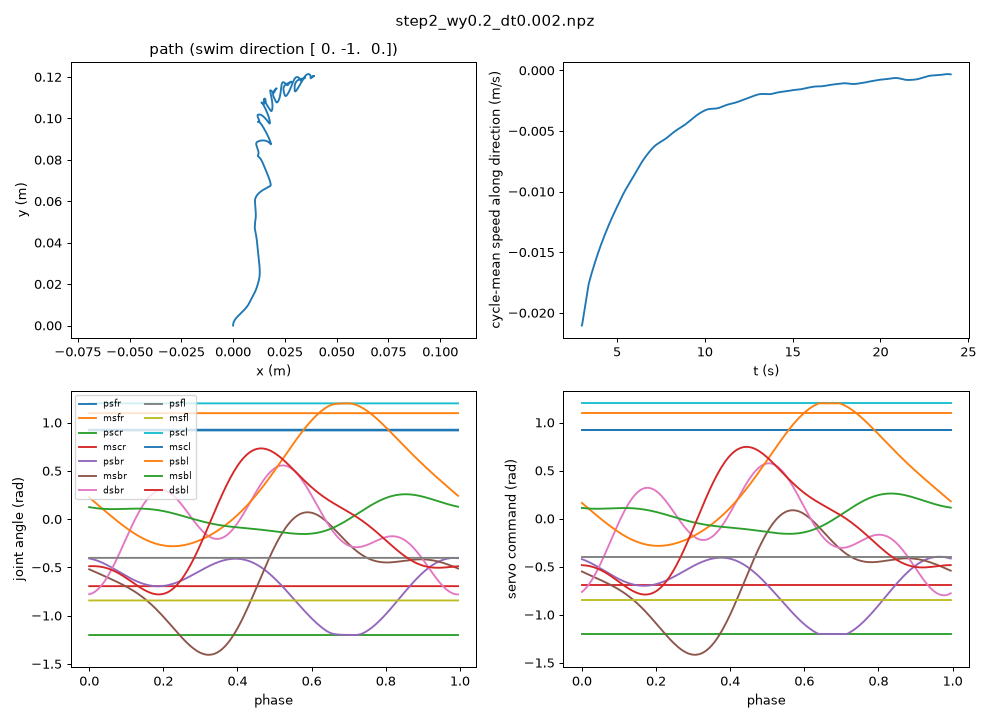 step2_wy0.2_dt0.002.npz
path (swim direction [ 0. -1.  0.])
y (m)
0.12
0.10
0.08
0.06
0.04
0.02
0.00
−0.075 −0.050 −0.025 0.000 0.025 0.050 0.075 0.100
x (m)
cycle-mean speed along direction (m/s)
0.000
−0.005
−0.010
−0.015
−0.020
5 10 15 20 25
t (s)
joint angle (rad)
1.0
0.5
0.0
−0.5
−1.0
−1.5
psfr psfl
msfr msfl
pscr pscl
mscr mscl
psbr psbl
msbr msbl
dsbr dsbl
0.0 0.2 0.4 0.6 0.8 1.0
phase
servo command (rad)
1.0
0.5
0.0
−0.5
−1.0
−1.5
0.0 0.2 0.4 0.6 0.8 1.0
phase